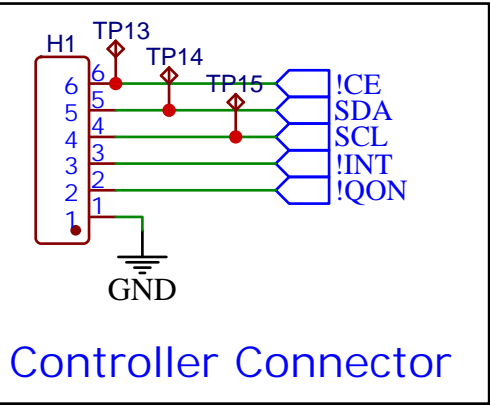 TP13
H1
TP14
TP15
6 6 !CE
5 5 SDA
4 4 SCL
3 3 !INT
2 2 !QON
1 1
GND
Controller Connector